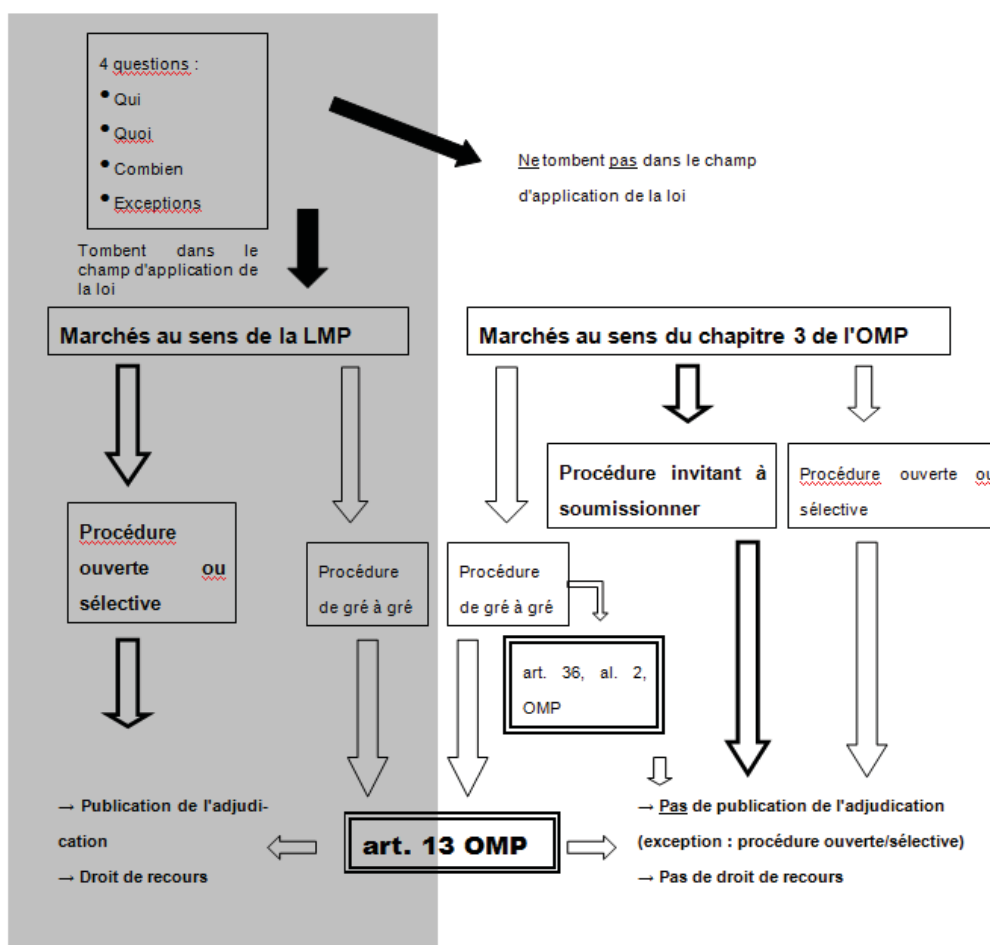 4 questions :
• Qui
• Quoi
• Combien
• Exceptions
Ne tombent pas dans le champ
d'application de la loi
Tombent dans le
champ d'application de
la loi
Marchés au sens de la LMP
Marchés au sens du chapitre 3 de l'OMP
Procédure invitant à
soumissionner
Procédure ouverte ou
sélective
Procédure
ouverte ou
sélective
Procédure
de gré à gré
Procédure
de gré à gré
art. 36, al. 2,
OMP
→ Publication de l'adjudi-
cation
→ Droit de recours
art. 13 OMP
→ Pas de publication de l'adjudication
(exception : procédure ouverte/sélective)
→ Pas de droit de recours